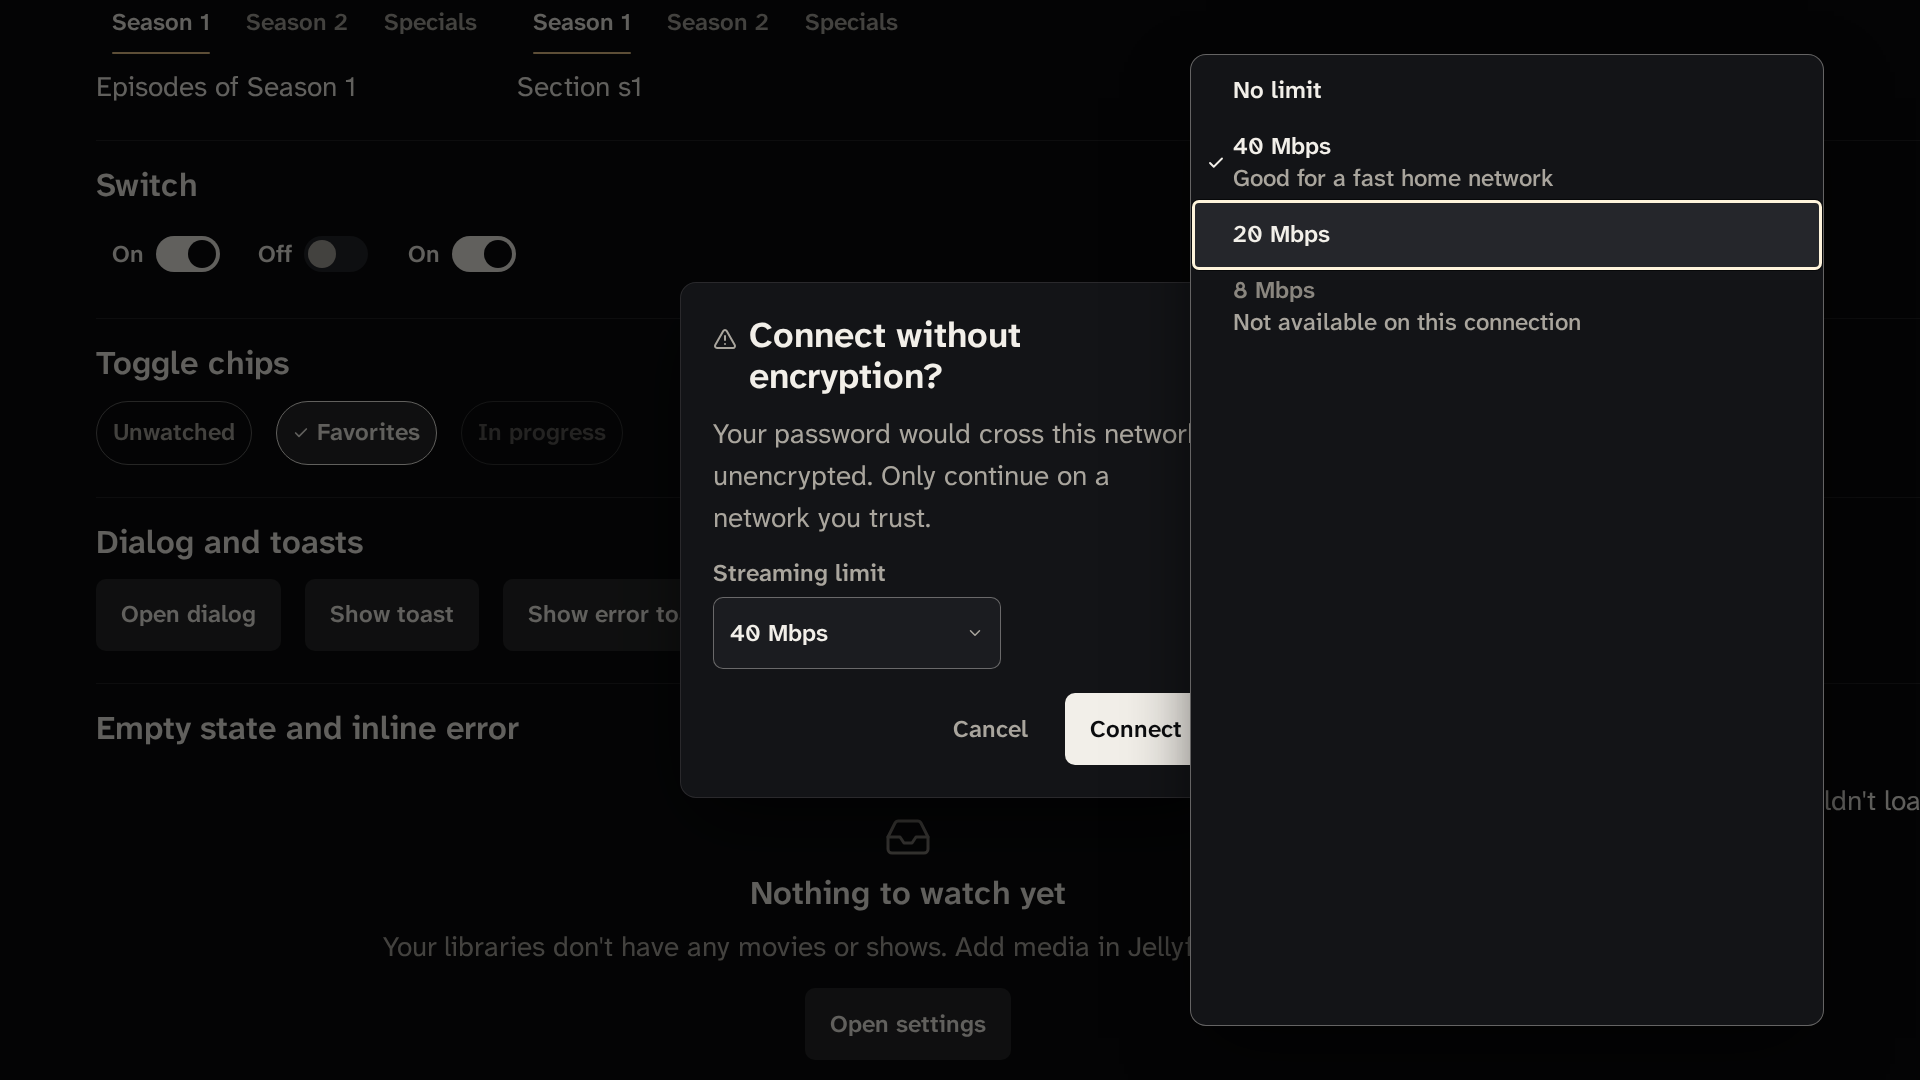 Season 1 Season 2 Specials Season 1 Season 2 Specials
Episodes of Season 1 Section s1
Switch
On Off On
Toggle chips
Unwatched Favorites In progress
Dialog and toasts
Open dialog Show toast Show error to
Empty state and inline error
Nothing to watch yet
Your libraries don't have any movies or shows. Add media in Jellyf
Open settings
ldn't loa
Connect without
encryption?
Your password would cross this network
unencrypted. Only continue on a
network you trust.
Streaming limit
40 Mbps
Cancel Connect
No limit
40 Mbps
Good for a fast home network
20 Mbps
8 Mbps
Not available on this connection